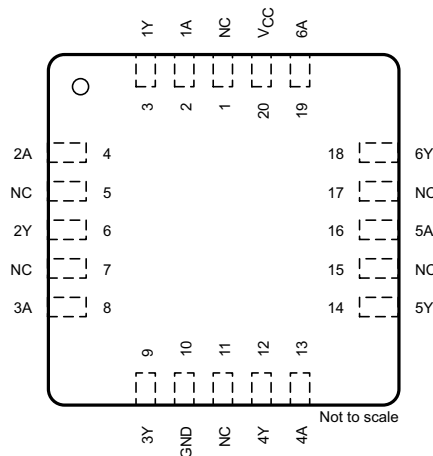 1Y 1A NC VCC 6A
3 2 1 20 19
2A 4 18 6Y
NC 5 17 NC
2Y 6 16 5A
NC 7 15 NC
3A 8 14 5Y
9 10 11 12 13
Not to scale
3Y GND NC 4Y 4A